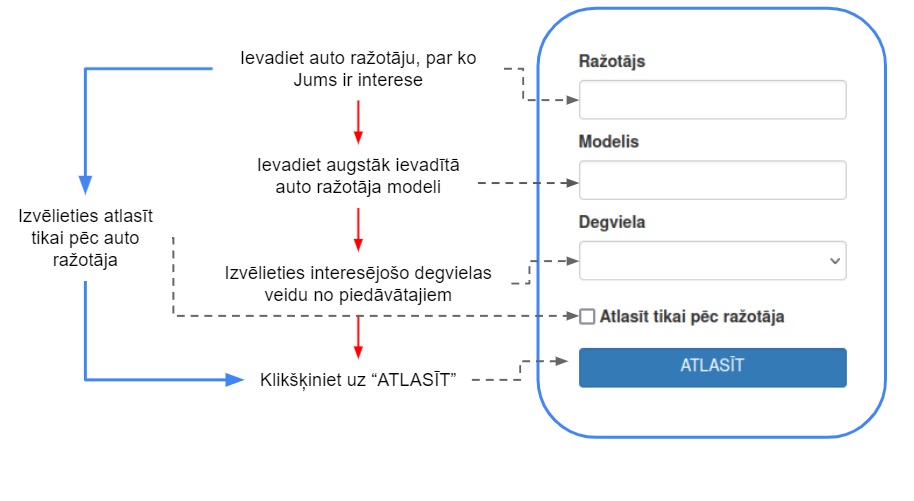 Ievadiet auto ražotāju, par ko
Jums ir interese
Ievadiet augstāk ievadītā
auto ražotāja modeli
Izvēlieties atlasīt
tikai pēc auto
ražotāja
Izvēlieties interesējošo degvielas
veidu no piedāvātajiem
Klikšķiniet uz “ATLASĪT”
Ražotājs
Modelis
Degviela
Atlasīt tikai pēc ražotāja
ATLASĪT